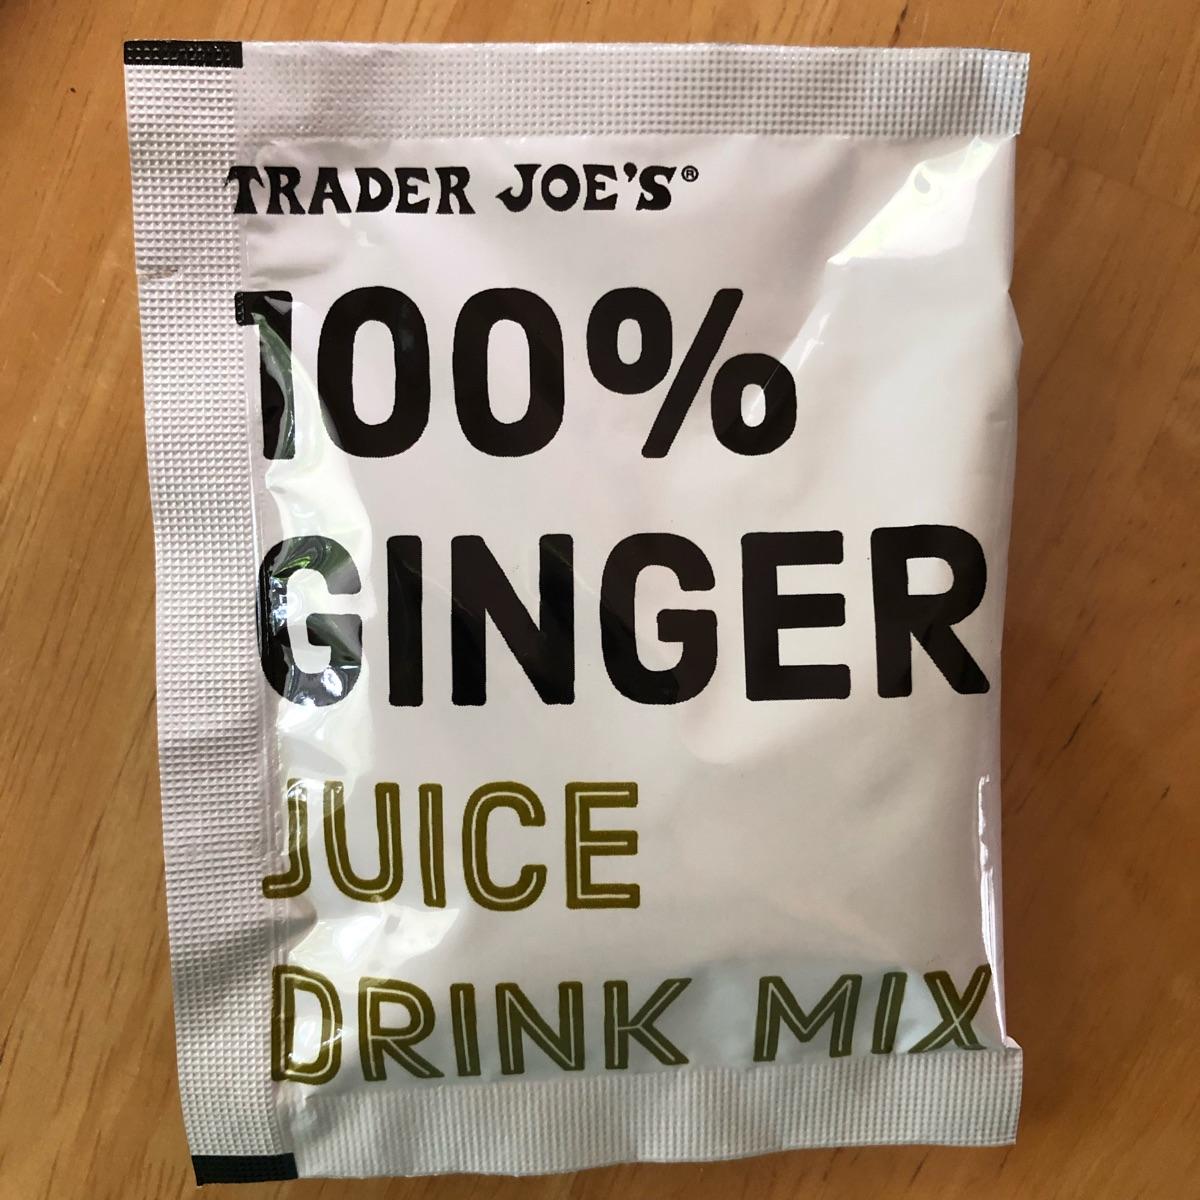 TRADER JOE'S®
100%
GINGER
JUICE
DRINK MIX